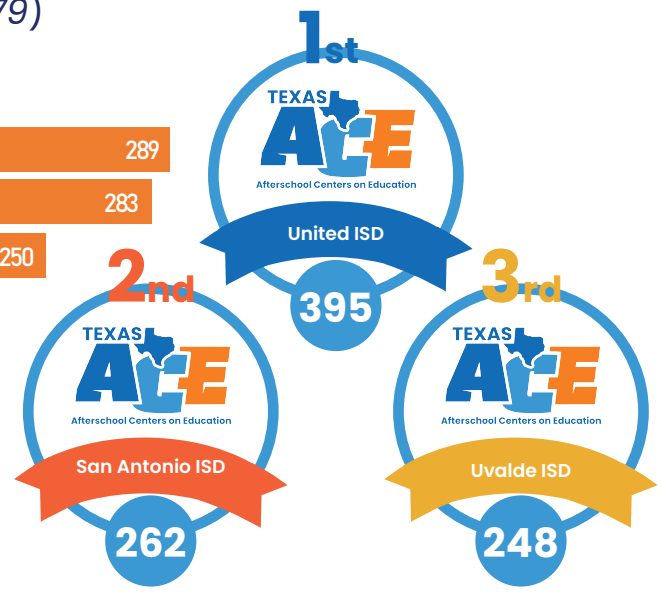 79)
289
283
250
1st
TEXAS
ACE
Afterschool Centers on Education
United ISD
395
2nd
TEXAS
ACE
Afterschool Centers on Education
San Antonio ISD
262
3rd
TEXAS
ACE
Afterschool Centers on Education
Uvalde ISD
248